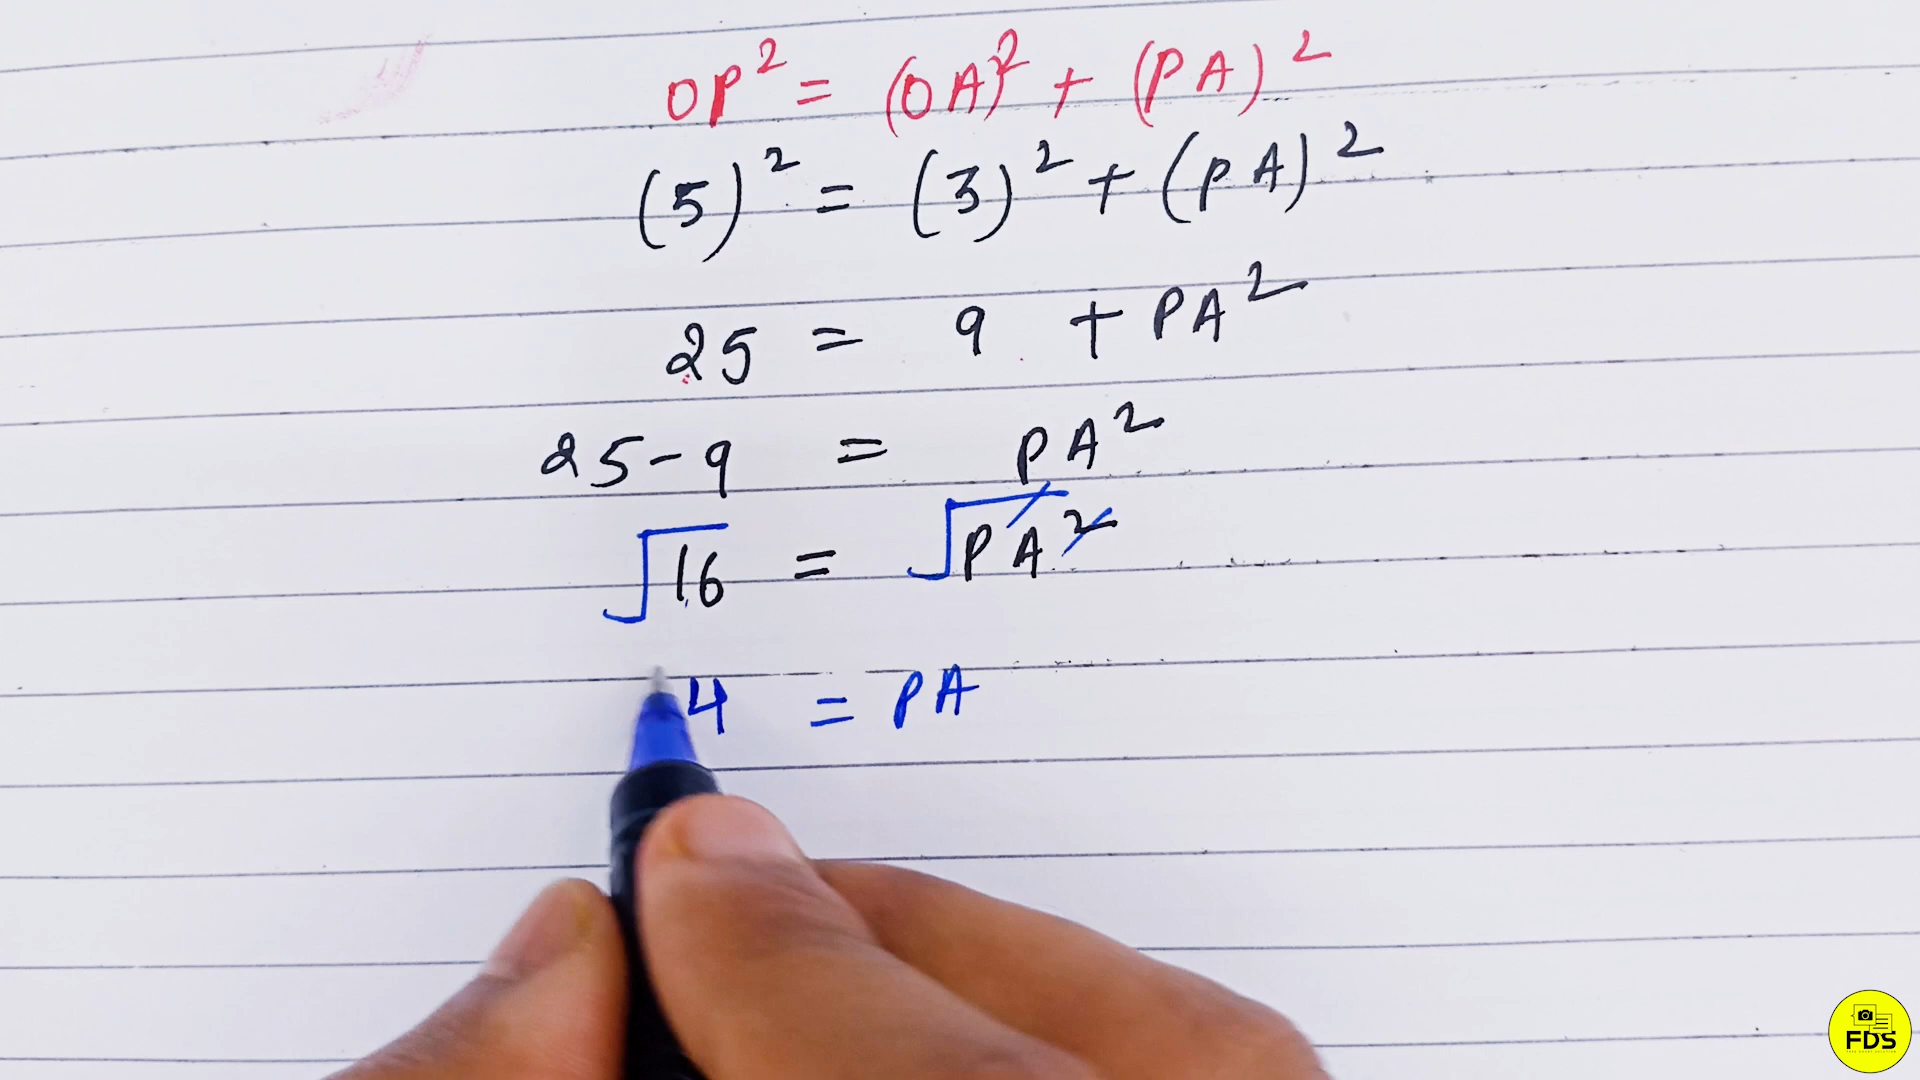 OP² = (OA)² + (PA)²
(5)² = (3)² + (PA)²
25 = 9 + PA²
25-9 = PA²
√16 = √PA²
4 = PA
FDS